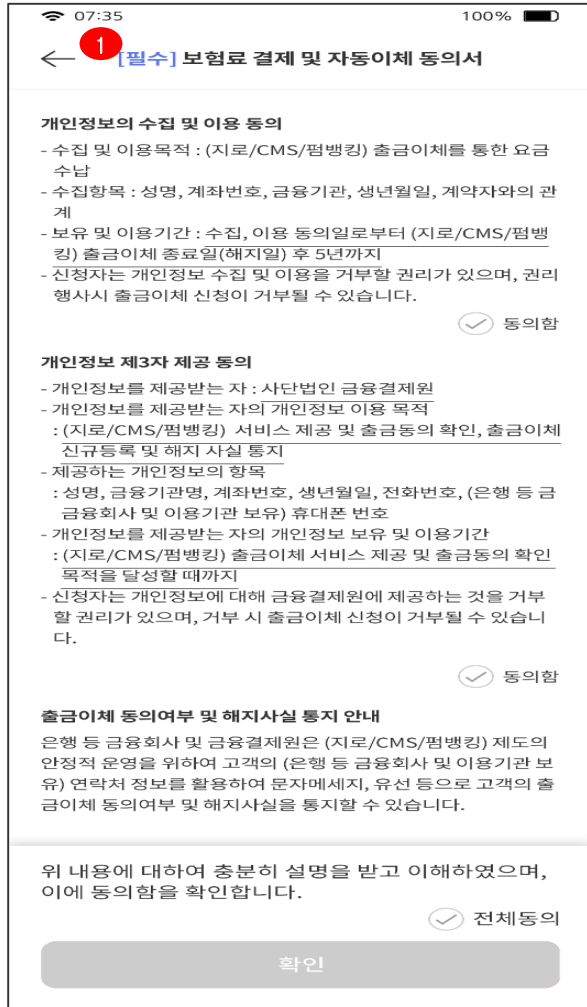 07:35 100%
1
[필수] 보험료 결제 및 자동이체 동의서
개인정보의 수집 및 이용 동의
- 수집 및 이용목적 : (지로/CMS/펌뱅킹) 출금이체를 통한 요금
수납
- 수집항목 : 성명, 계좌번호, 금융기관, 생년월일, 계약자와의 관
계
- 보유 및 이용기간 : 수집, 이용 동의일로부터 (지로/CMS/펌뱅
킹) 출금이체 종료일(해지일) 후 5년까지
- 신청자는 개인정보 수집 및 이용을 거부할 권리가 있으며, 권리
행사시 출금이체 신청이 거부될 수 있습니다.
동의함
개인정보 제3자 제공 동의
- 개인정보를 제공받는 자 : 사단법인 금융결제원
- 개인정보를 제공받는 자의 개인정보 이용 목적
: (지로/CMS/펌뱅킹) 서비스 제공 및 출금동의 확인, 출금이체
신규등록 및 해지 사실 통지
- 제공하는 개인정보의 항목
: 성명, 금융기관명, 계좌번호, 생년월일, 전화번호, (은행 등 금
금융회사 및 이용기관 보유) 휴대폰 번호
- 개인정보를 제공받는 자의 개인정보 보유 및 이용기간
: (지로/CMS/펌뱅킹) 출금이체 서비스 제공 및 출금동의 확인
목적을 달성할 때까지
- 신청자는 개인정보에 대해 금융결제원에 제공하는 것을 거부
할 권리가 있으며, 거부 시 출금이체 신청이 거부될 수 있습니
다.
동의함
출금이체 동의여부 및 해지사실 통지 안내
은행 등 금융회사 및 금융결제원은 (지로/CMS/펌뱅킹) 제도의
안정적 운영을 위하여 고객의 (은행 등 금융회사 및 이용기관 보
유) 연락처 정보를 활용하여 문자메세지, 유선 등으로 고객의 출
금이체 동의여부 및 해지사실을 통지할 수 있습니다.
위 내용에 대하여 충분히 설명을 받고 이해하였으며,
이에 동의함을 확인합니다.
전체동의
확인